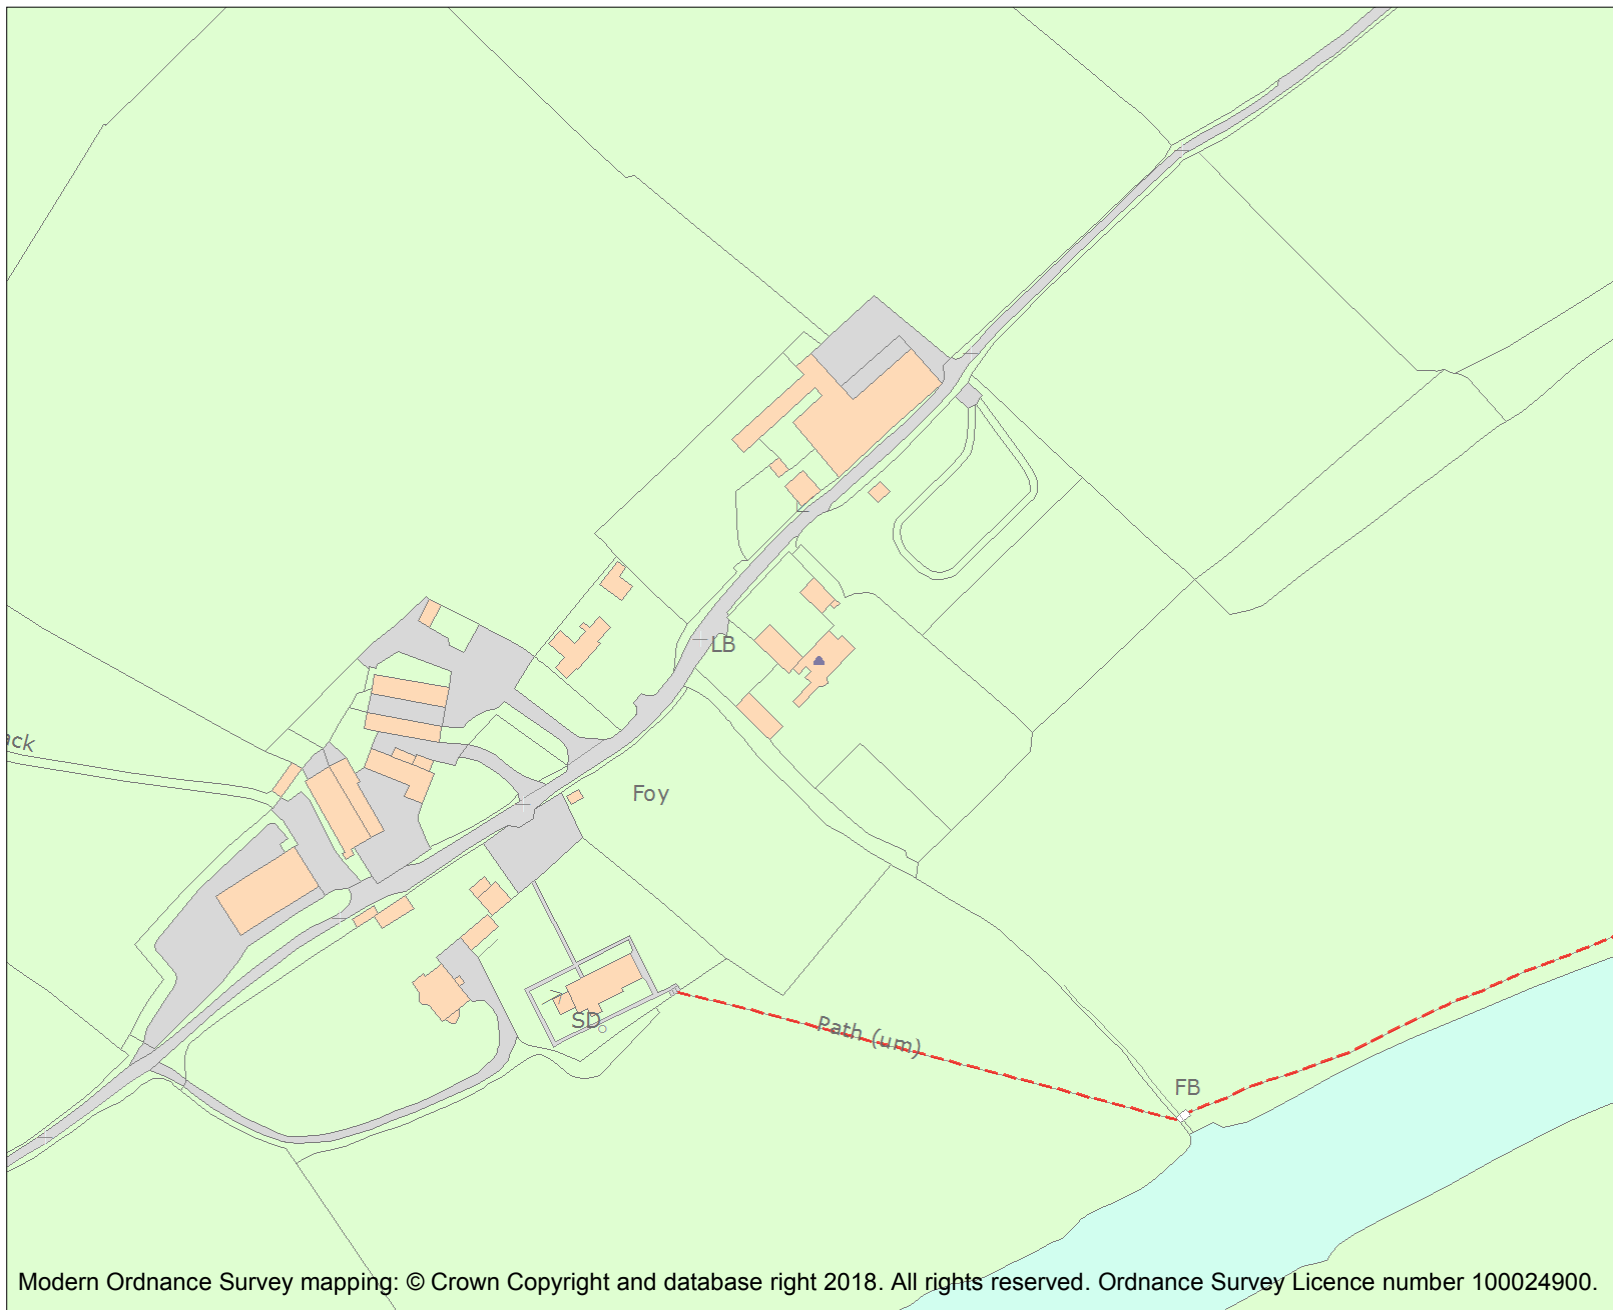 LB
ack
Foy
SD
Path (um)
FB
Modern Ordnance Survey mapping: © Crown Copyright and database right 2018. All rights reserved. Ordnance Survey Licence number 100024900.